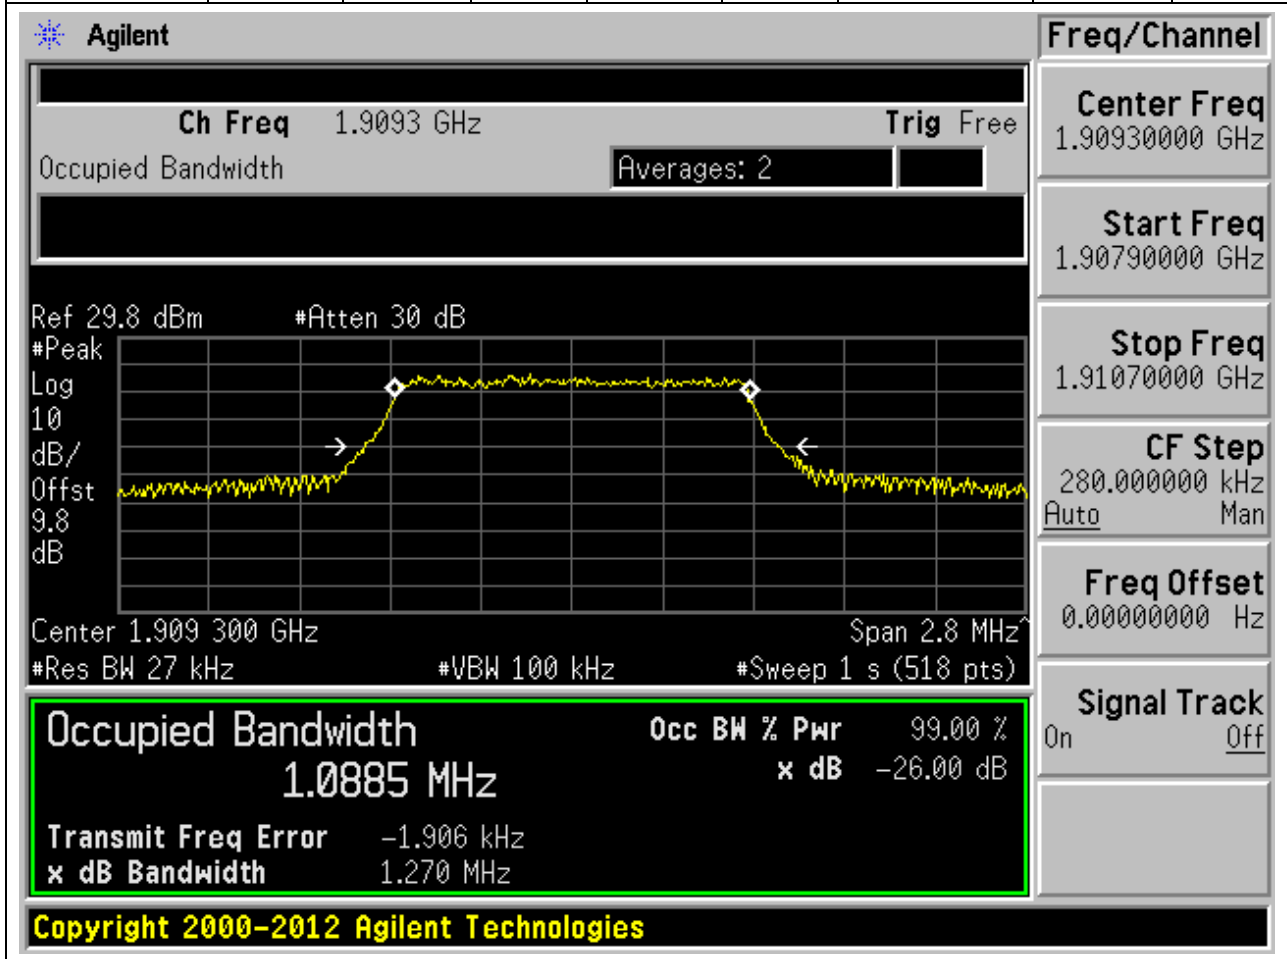 Agilent
Freq/Channel
Ch Freq 1.9093 GHz Trig Free
Occupied Bandwidth Averages: 2
Center Freq
1.90930000 GHz
Start Freq
1.90790000 GHz
Stop Freq
1.91070000 GHz
CF Step
280.000000 kHz
Auto Man
Freq Offset
0.00000000 Hz
Signal Track
On Off
Ref 29.8 dBm #Atten 30 dB
#Peak
Log
10
dB/
Offst
9.8
dB
Center 1.909 300 GHz Span 2.8 MHz^
#Res BW 27 kHz #VBW 100 kHz #Sweep 1 s (518 pts)
Occupied Bandwidth Occ BW % Pwr 99.00 %
1.0885 MHz x dB -26.00 dB
Transmit Freq Error -1.906 kHz
x dB Bandwidth 1.270 MHz
Copyright 2000-2012 Agilent Technologies